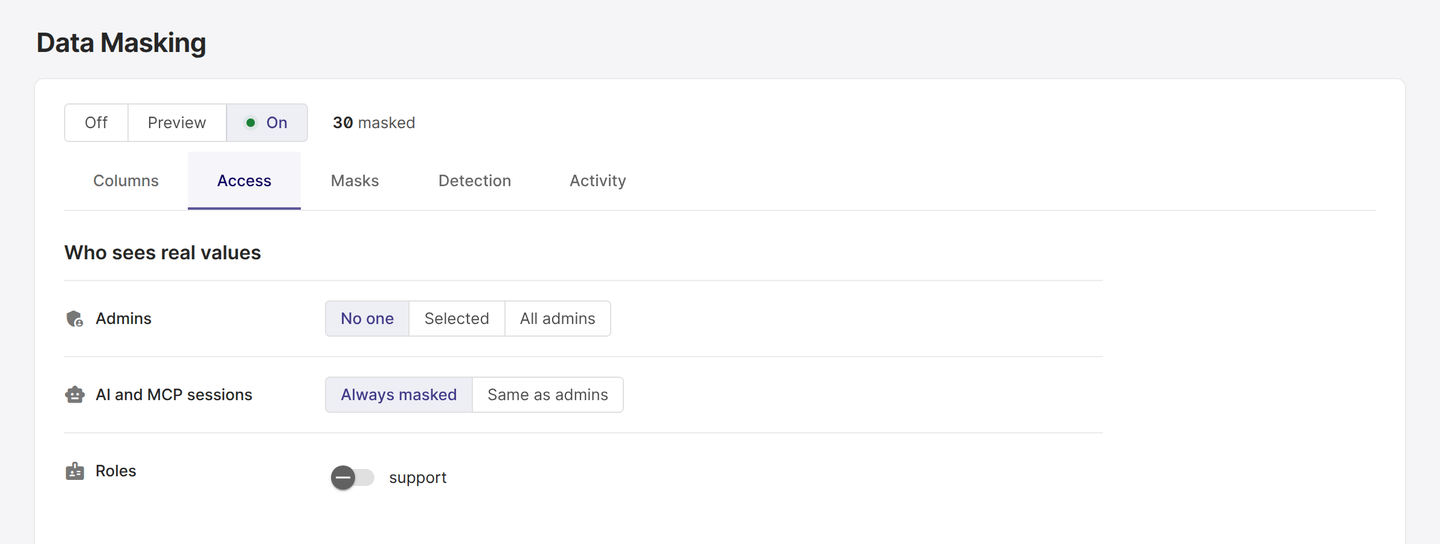 Data Masking
Off Preview On 30 masked
Columns Access Masks Detection Activity
Who sees real values
Admins No one Selected All admins
AI and MCP sessions Always masked Same as admins
Roles support